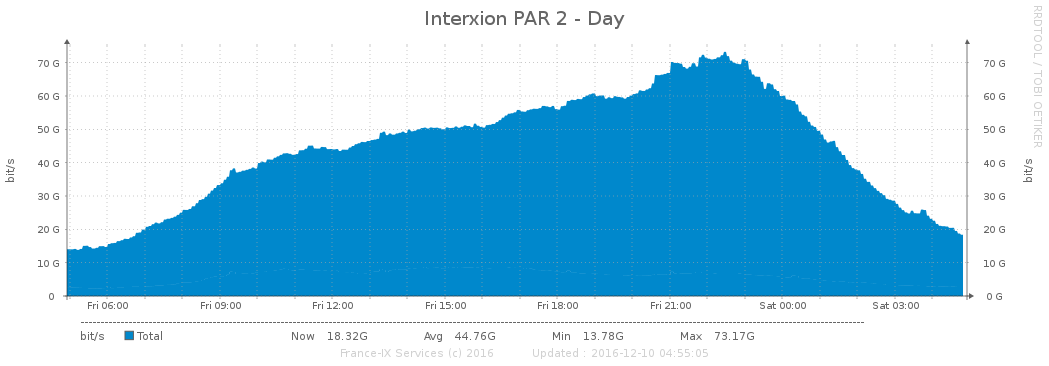 Interxion PAR 2 - Day
RRDTOOL / TOBI OETIKER
bit/s
70 G
60 G
50 G
40 G
30 G
20 G
10 G
0
70 G
60 G
50 G
40 G
30 G
20 G
10 G
0 G
bit/s
Fri 06:00 Fri 09:00 Fri 12:00 Fri 15:00 Fri 18:00 Fri 21:00 Sat 00:00 Sat 03:00
bit/s Total Now 18.32G Avg 44.76G Min 13.78G Max 73.17G
France-IX Services (c) 2016 Updated : 2016-12-10 04:55:05